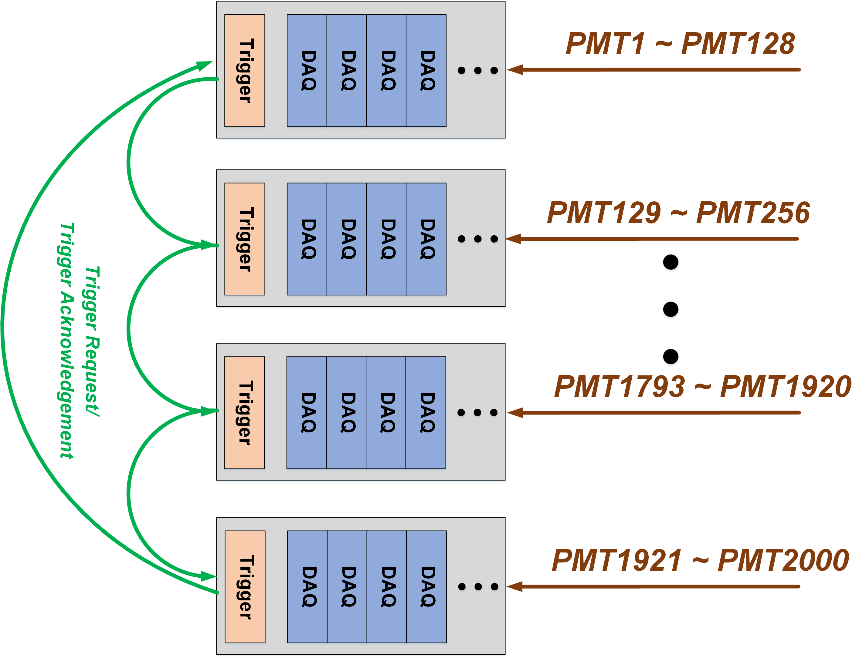 Trigger
DAQ
DAQ
DAQ
DAQ
PMT1 ~ PMT128
Trigger
DAQ
DAQ
DAQ
DAQ
PMT129 ~ PMT256
Trigger Request/
Trigger Acknowledgement
Trigger
DAQ
DAQ
DAQ
DAQ
PMT1793 ~ PMT1920
Trigger
DAQ
DAQ
DAQ
DAQ
PMT1921 ~ PMT2000